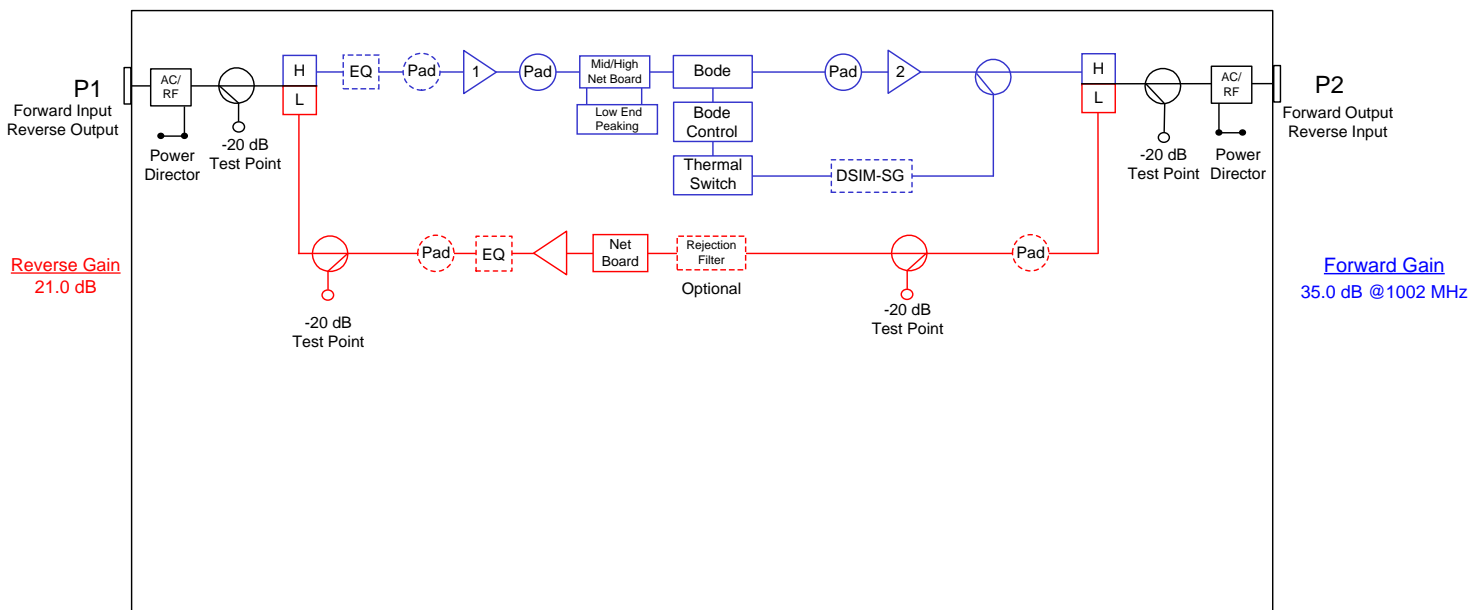 P1
Forward Input
Reverse Output
AC/
RF
Power
Director
-20 dB
Test Point
H
L
EQ
Pad
1
Pad
Mid/High
Net Board
Low End
Peaking
Bode
Bode
Control
Thermal
Switch
Pad
2
DSIM-SG
H
L
-20 dB
Test Point
AC/
RF
Power
Director
P2
Forward Output
Reverse Input
Reverse Gain
21.0 dB
-20 dB
Test Point
Pad
EQ
Net
Board
Rejection
Filter
Optional
-20 dB
Test Point
Pad
Forward Gain
35.0 dB @1002 MHz